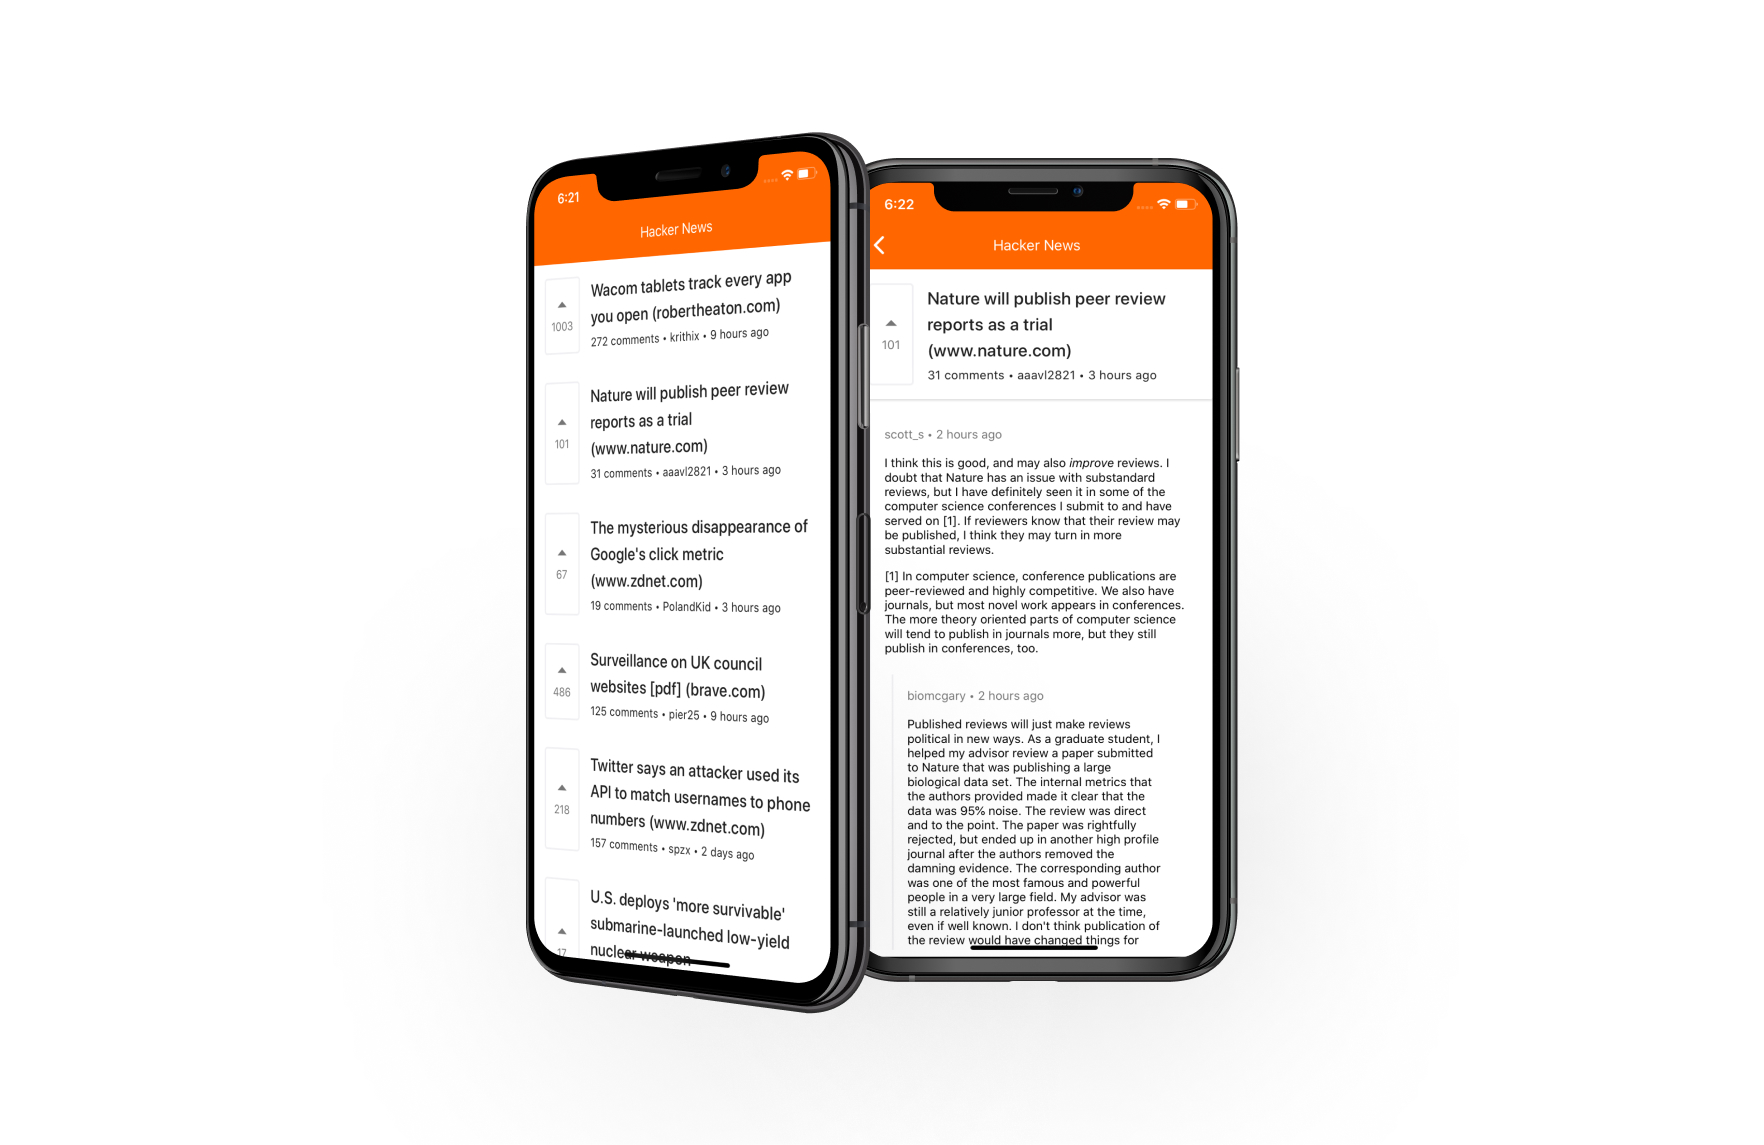 6:21
Hacker News
1003
Wacom tablets track every app
you open (robertheaton.com)
272 comments • krithix • 9 hours ago
101
Nature will publish peer review
reports as a trial
(www.nature.com)
31 comments • aaavl2821 • 3 hours ago
67
The mysterious disappearance of
Google's click metric
(www.zdnet.com)
19 comments • PolandKid • 3 hours ago
486
Surveillance on UK council
websites [pdf] (brave.com)
125 comments • pier25 • 9 hours ago
218
Twitter says an attacker used its
API to match usernames to phone
numbers (www.zdnet.com)
157 comments • spzx • 2 days ago
17
U.S. deploys 'more survivable'
submarine-launched low-yield
nuclear weapon
6:22
Hacker News
101
Nature will publish peer review
reports as a trial
(www.nature.com)
31 comments • aaavl2821 • 3 hours ago
scott_s • 2 hours ago
I think this is good, and may also improve reviews. I
doubt that Nature has an issue with substandard
reviews, but I have definitely seen it in some of the
computer science conferences I submit to and have
served on [1]. If reviewers know that their review may
be published, I think they may turn in more
substantial reviews.
[1] In computer science, conference publications are
peer-reviewed and highly competitive. We also have
journals, but most novel work appears in conferences.
The more theory oriented parts of computer science
will tend to publish in journals more, but they still
publish in conferences, too.
biomcgary • 2 hours ago
Published reviews will just make reviews
political in new ways. As a graduate student, I
helped my advisor review a paper submitted
to Nature that was publishing a large
biological data set. The internal metrics that
the authors provided made it clear that the
data was 95% noise. The review was direct
and to the point. The paper was rightfully
rejected, but ended up in another high profile
journal after the authors removed the
damning evidence. The corresponding author
was one of the most famous and powerful
people in a very large field. My advisor was
still a relatively junior professor at the time,
even if well known. I don't think publication of
the review would have changed things for